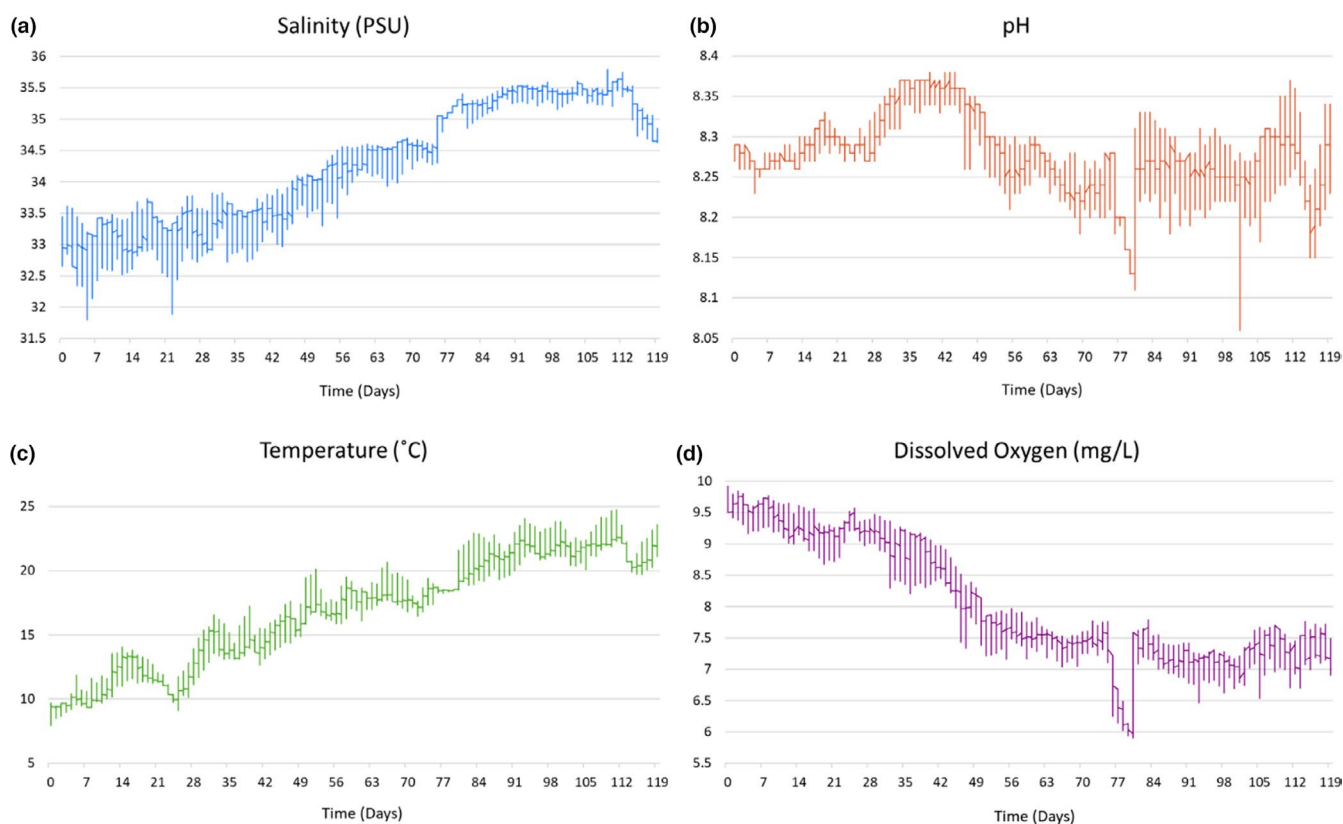 (a) Salinity (PSU)
36
35.5
35
34.5
34
33.5
33
32.5
32
31.5
0 7 14 21 28 35 42 49 56 63 70 77 84 91 98 105 112 119
Time (Days)
(b) pH
8.4
8.35
8.3
8.25
8.2
8.15
8.1
8.05
0 7 14 21 28 35 42 49 56 63 70 77 84 91 98 105 112 119
Time (Days)
(c) Temperature (˚C)
25
20
15
10
5
0 7 14 21 28 35 42 49 56 63 70 77 84 91 98 105 112 119
Time (Days)
(d) Dissolved Oxygen (mg/L)
10
9.5
9
8.5
8
7.5
7
6.5
6
5.5
0 7 14 21 28 35 42 49 56 63 70 77 84 91 98 105 112 119
Time (Days)